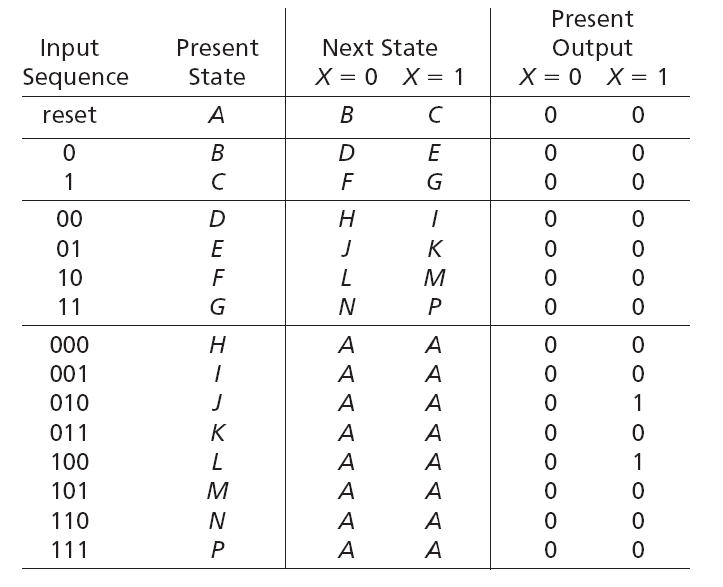 Present
Input Present Next State Output
Sequence State X = 0 X = 1 X = 0 X = 1
reset A B C 0 0
0 B D E 0 0
1 C F G 0 0
00 D H I 0 0
01 E J K 0 0
10 F L M 0 0
11 G N P 0 0
000 H A A 0 0
001 I A A 0 0
010 J A A 0 1
011 K A A 0 0
100 L A A 0 1
101 M A A 0 0
110 N A A 0 0
111 P A A 0 0